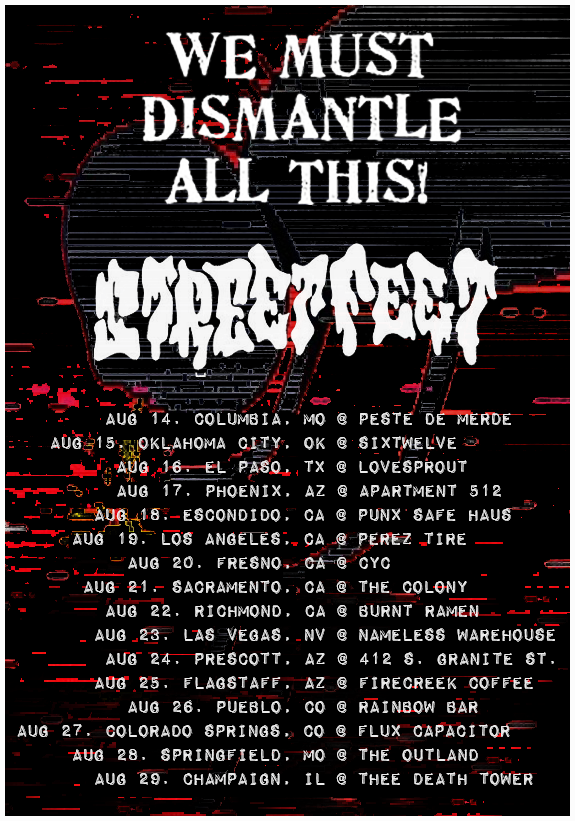 WE MUST
DISMANTLE
ALL THIS!
STREETFEET
AUG 14. COLUMBIA, MO @ PESTE DE MERDE
AUG 15. OKLAHOMA CITY, OK @ SIXTWELVE
AUG 16. EL PASO, TX @ LOVESPROUT
AUG 17. PHOENIX, AZ @ APARTMENT 512
AUG 18. ESCONDIDO, CA @ PUNX SAFE HAUS
AUG 19. LOS ANGELES, CA @ PEREZ TIRE
AUG 20. FRESNO, CA @ CYC
AUG 21. SACRAMENTO, CA @ THE COLONY
AUG 22. RICHMOND, CA @ BURNT RAMEN
AUG 23. LAS VEGAS, NV @ NAMELESS WAREHOUSE
AUG 24. PRESCOTT, AZ @ 412 S. GRANITE ST.
AUG 25. FLAGSTAFF, AZ @ FIRECREEK COFFEE
AUG 26. PUEBLO, CO @ RAINBOW BAR
AUG 27. COLORADO SPRINGS, CO @ FLUX CAPACITOR
AUG 28. SPRINGFIELD, MO @ THE OUTLAND
AUG 29. CHAMPAIGN, IL @ THEE DEATH TOWER